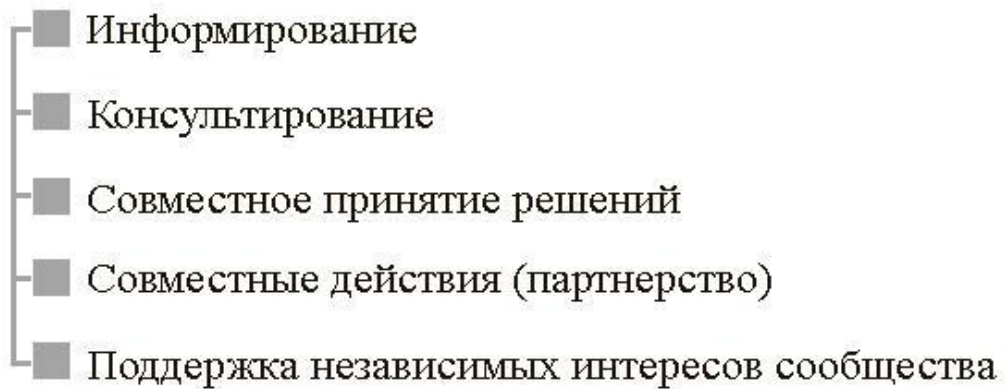 Информирование
Консультирование
Совместное принятие решений
Совместные действия (партнерство)
Поддержка независимых интересов сообщества